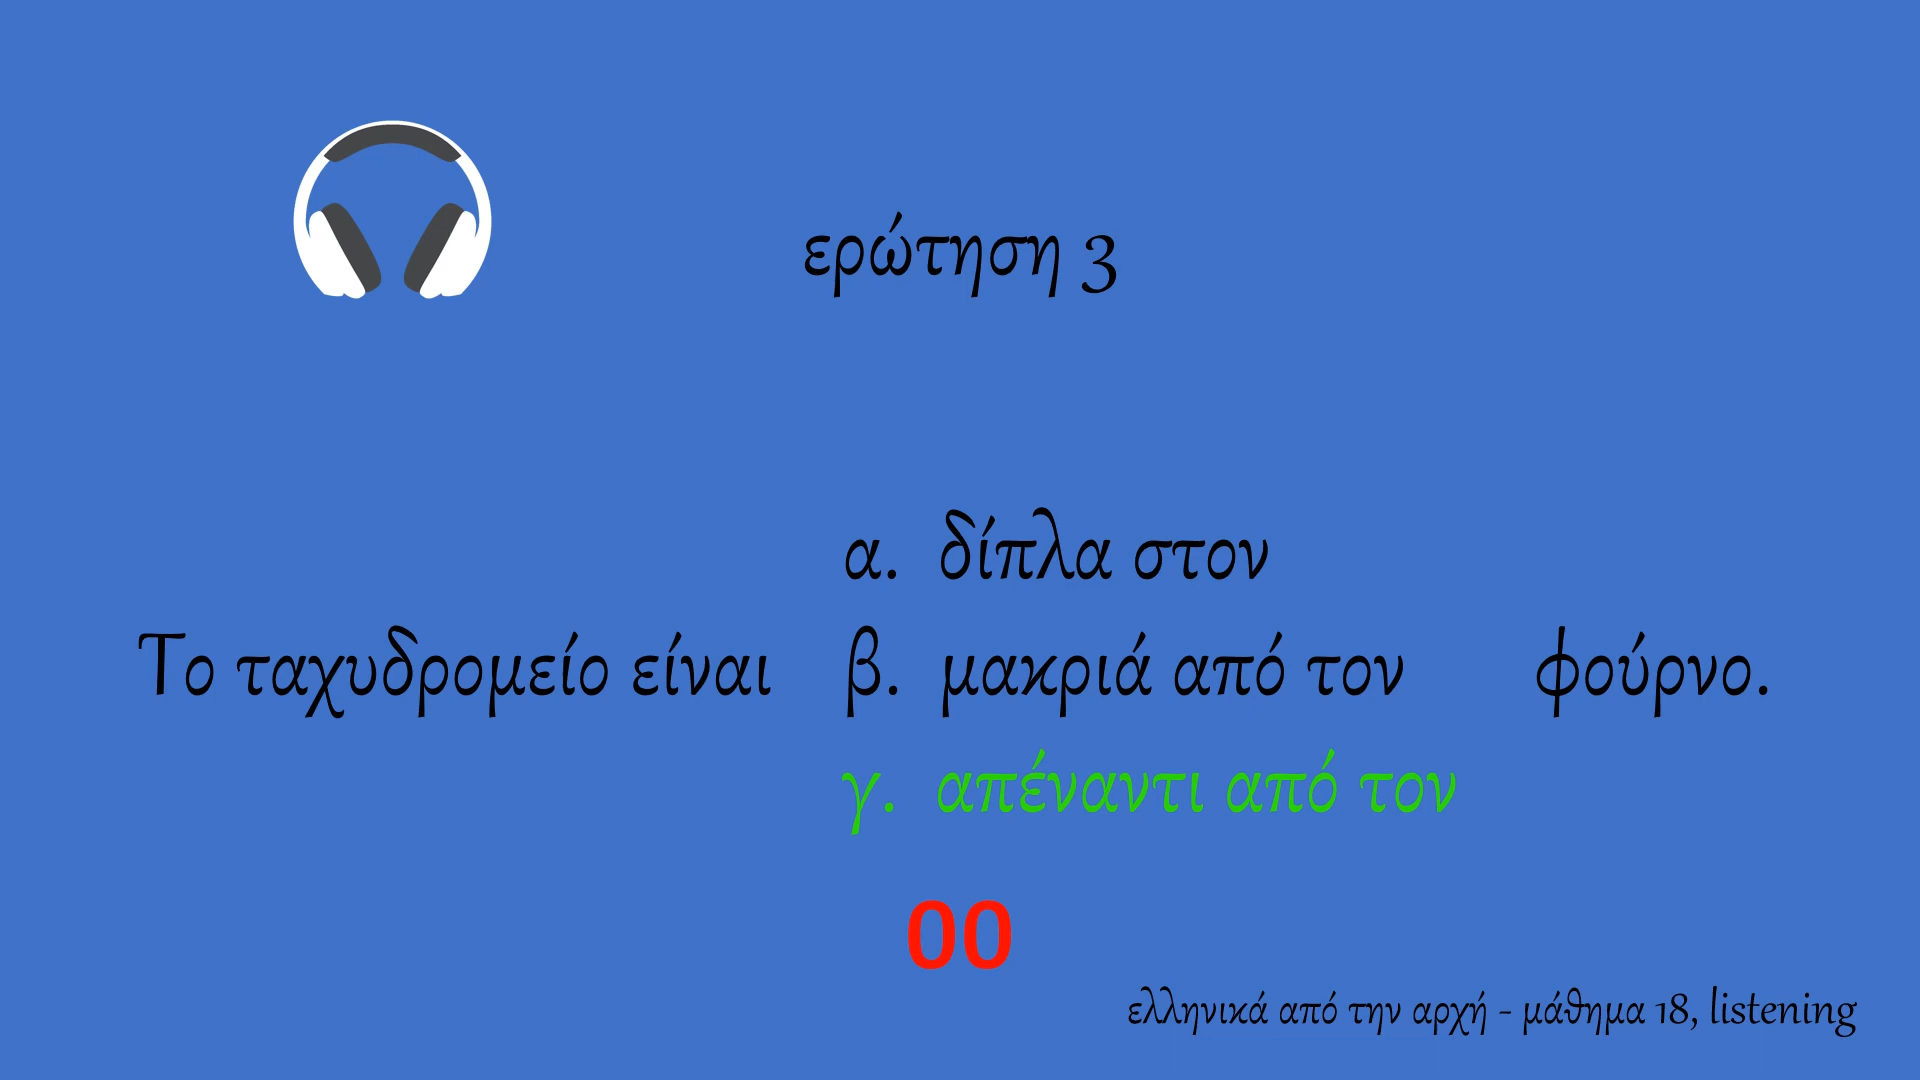 ερώτηση 3
α. δίπλα στον
Το ταχυδρομείο είναι β. μακριά από τον φούρνο.
γ. απέναντι από τον
00
ελληνικά από την αρχή - μάθημα 18, listening